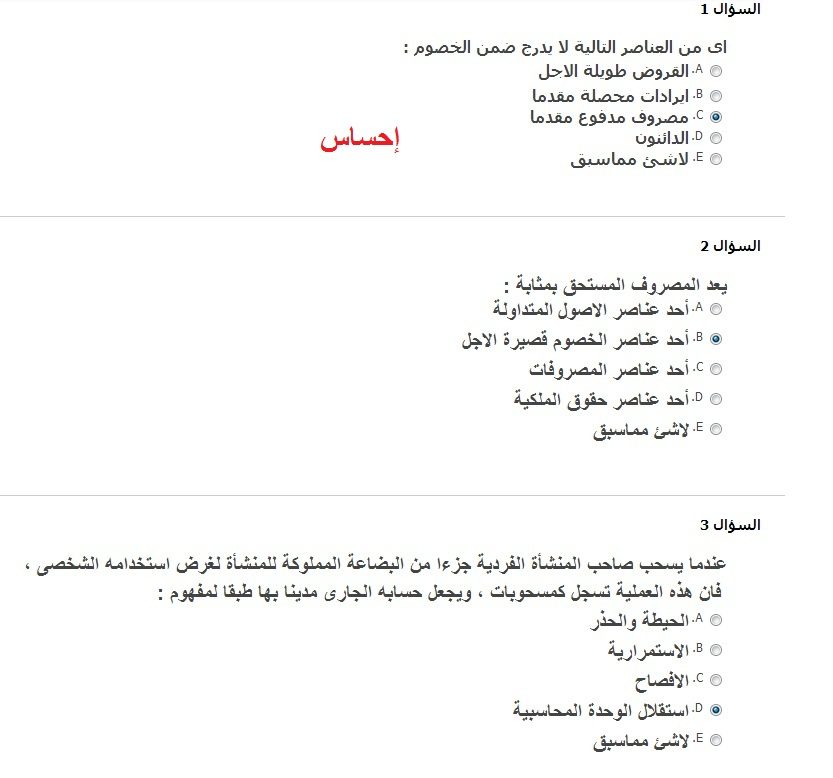 السؤال 1
اى من العناصر التالية لا يدرج ضمن الخصوم :
A. القروض طويلة الاجل
B. ايرادات محصلة مقدما
C. مصروف مدفوع مقدما
D. الدائنون
إحساس
E. لاشئ مماسبق
السؤال 2
يعد المصروف المستحق بمثابة :
A. أحد عناصر الاصول المتداولة
B. أحد عناصر الخصوم قصيرة الاجل
C. أحد عناصر المصروفات
D. أحد عناصر حقوق الملكية
E. لاشئ مماسبق
السؤال 3
عندما يسحب صاحب المنشأة الفردية جزءا من البضاعة المملوكة للمنشأة لغرض استخدامه الشخصى ،
فان هذه العملية تسجل كمسحوبات ، ويجعل حسابه الجارى مدينا بها طبقا لمفهوم :
A. الحيطة والحذر
B. الاستمرارية
C. الافصاح
D. استقلال الوحدة المحاسبية
E. لاشئ مماسبق